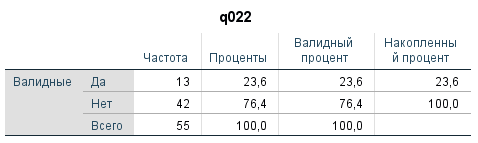 q022
Частота Проценты Валидный процент Накопленны й процент
Валидные Да 13 23,6 23,6 23,6
Нет 42 76,4 76,4 100,0
Всего 55 100,0 100,0